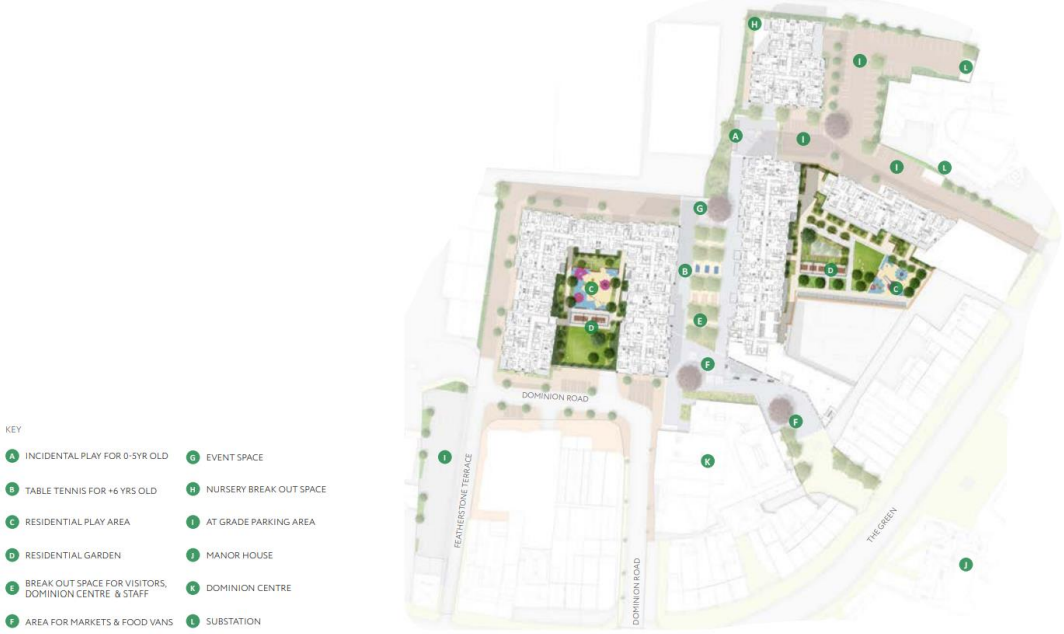 H
I
L
A
I
I
L
G
D
B
C
C
D
E
F
DOMINION ROAD
F
KEY
A INCIDENTAL PLAY FOR 0-5YR OLD
G EVENT SPACE
I
K
B TABLE TENNIS FOR +6 YRS OLD
H NURSERY BREAK OUT SPACE
C RESIDENTIAL PLAY AREA
I AT GRADE PARKING AREA
FEATHERSTONE TERRACE
THE GREEN
D RESIDENTIAL GARDEN
J MANOR HOUSE
J
E BREAK OUT SPACE FOR VISITORS,
DOMINION CENTRE & STAFF
K DOMINION CENTRE
DOMINION ROAD
F AREA FOR MARKETS & FOOD VANS
L SUBSTATION